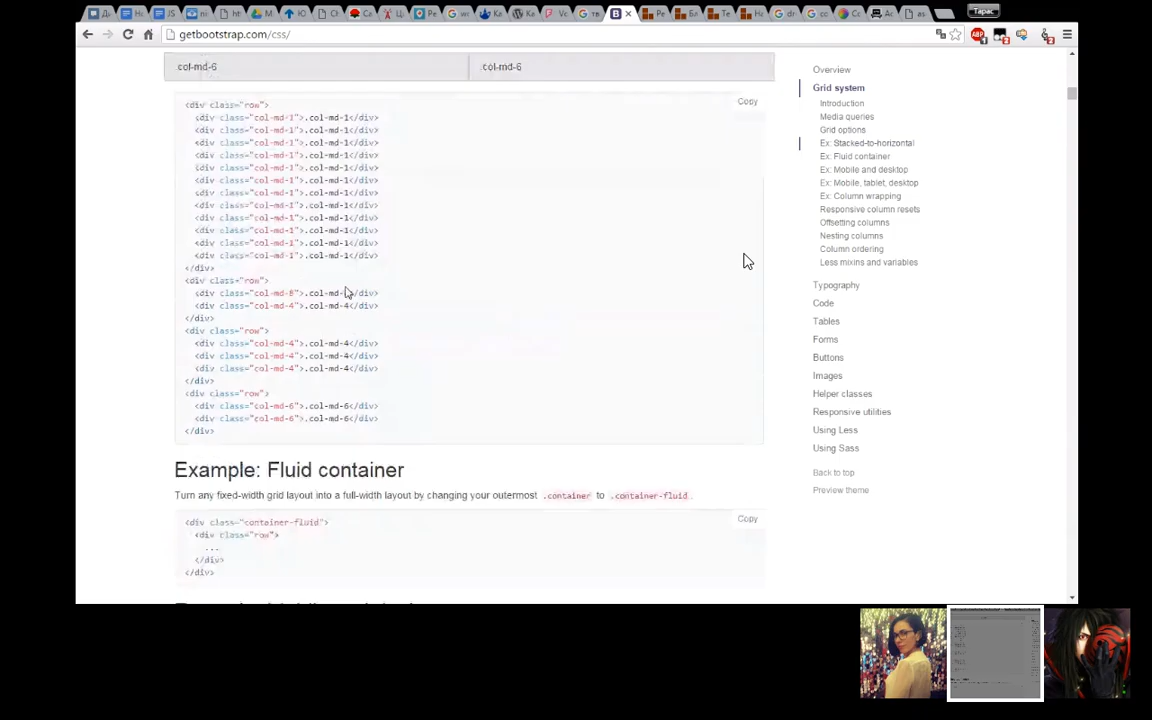 Тарас
getbootstrap.com/css/
.col-md-6 .col-md-6
Copy
<div class="row">
<div class="col-md-1">.col-md-1</div>
<div class="col-md-1">.col-md-1</div>
<div class="col-md-1">.col-md-1</div>
<div class="col-md-1">.col-md-1</div>
<div class="col-md-1">.col-md-1</div>
<div class="col-md-1">.col-md-1</div>
<div class="col-md-1">.col-md-1</div>
<div class="col-md-1">.col-md-1</div>
<div class="col-md-1">.col-md-1</div>
<div class="col-md-1">.col-md-1</div>
<div class="col-md-1">.col-md-1</div>
<div class="col-md-1">.col-md-1</div>
</div>
<div class="row">
<div class="col-md-8">.col-md-8</div>
<div class="col-md-4">.col-md-4</div>
</div>
<div class="row">
<div class="col-md-4">.col-md-4</div>
<div class="col-md-4">.col-md-4</div>
<div class="col-md-4">.col-md-4</div>
</div>
<div class="row">
<div class="col-md-6">.col-md-6</div>
<div class="col-md-6">.col-md-6</div>
</div>
Example: Fluid container
Turn any fixed-width grid layout into a full-width layout by changing your outermost .container to .container-fluid.
Copy
<div class="container-fluid">
<div class="row">
...
</div>
</div>
Overview
Grid system
Introduction
Media queries
Grid options
Ex: Stacked-to-horizontal
Ex: Fluid container
Ex: Mobile and desktop
Ex: Mobile, tablet, desktop
Ex: Column wrapping
Responsive column resets
Offsetting columns
Nesting columns
Column ordering
Less mixins and variables
Typography
Code
Tables
Forms
Buttons
Images
Helper classes
Responsive utilities
Using Less
Using Sass
Back to top
Preview theme